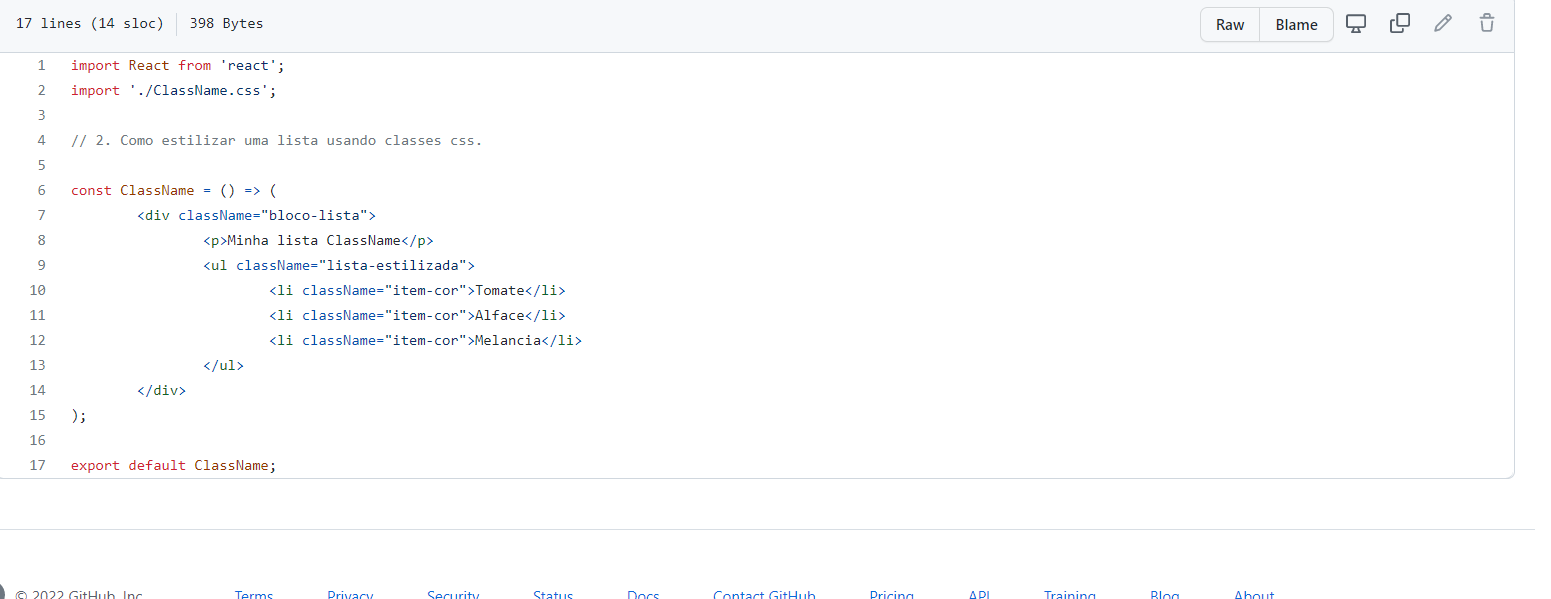 17 lines (14 sloc) 398 Bytes Raw Blame
1 import React from 'react';
2 import './ClassName.css';
3
4 // 2. Como estilizar uma lista usando classes css.
5
6 const ClassName = () => (
7 <div className="bloco-lista">
8 <p>Minha lista ClassName</p>
9 <ul className="lista-estilizada">
10 <li className="item-cor">Tomate</li>
11 <li className="item-cor">Alface</li>
12 <li className="item-cor">Melancia</li>
13 </ul>
14 </div>
15 );
16
17 export default ClassName;
© 2022 GitHub, Inc. Terms Privacy Security Status Docs Contact GitHub Pricing API Training Blog About